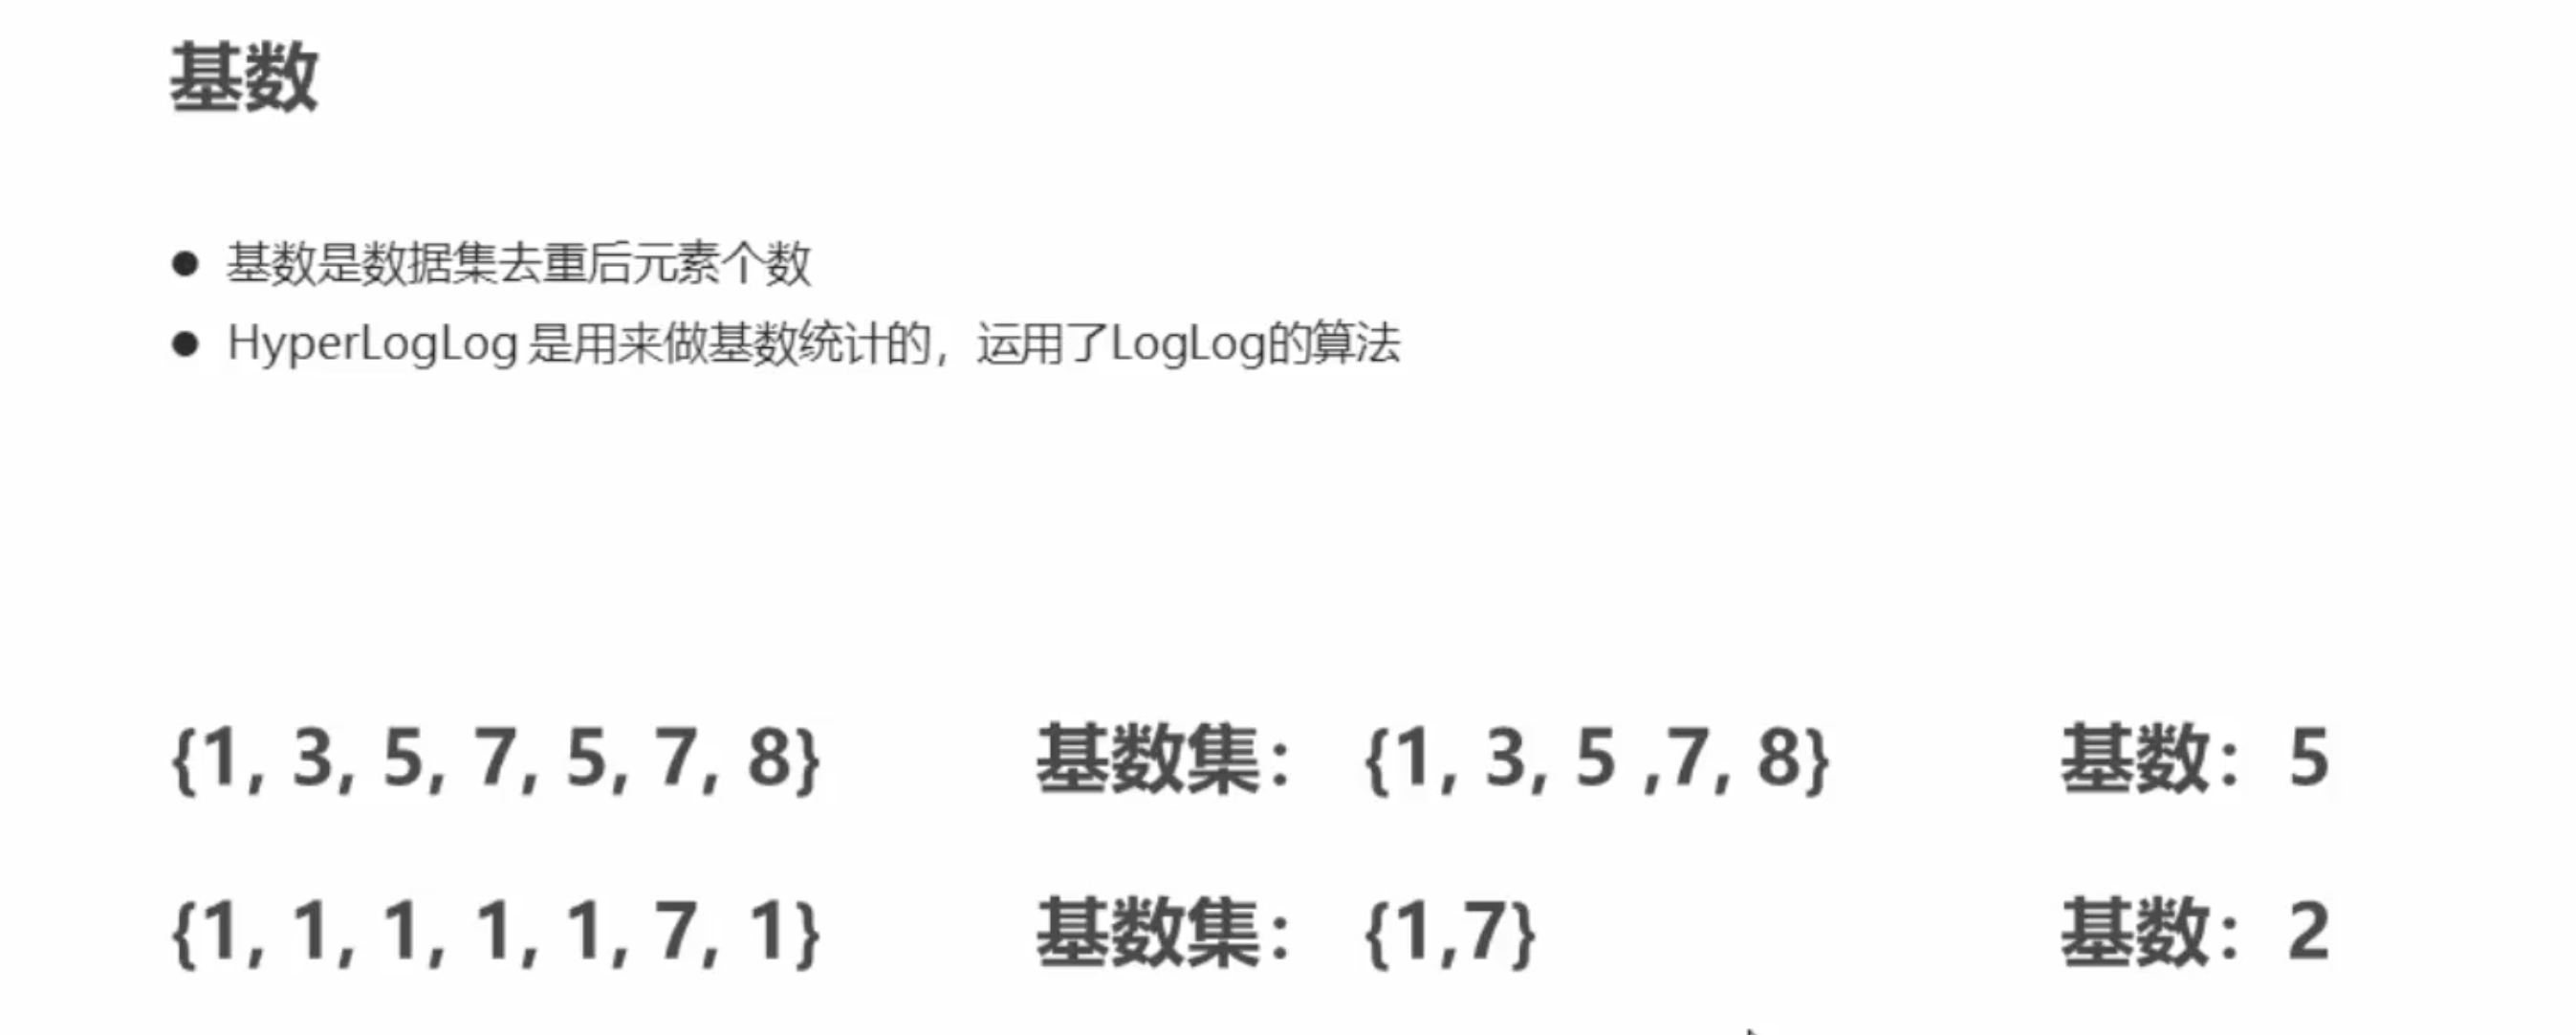 基数
● 基数是数据集去重后元素个数
● HyperLogLog 是用来做基数统计的，运用了LogLog的算法
{1, 3, 5, 7, 5, 7, 8} 基数集： {1, 3, 5 ,7, 8} 基数：5
{1, 1, 1, 1, 1, 7, 1} 基数集： {1,7} 基数：2